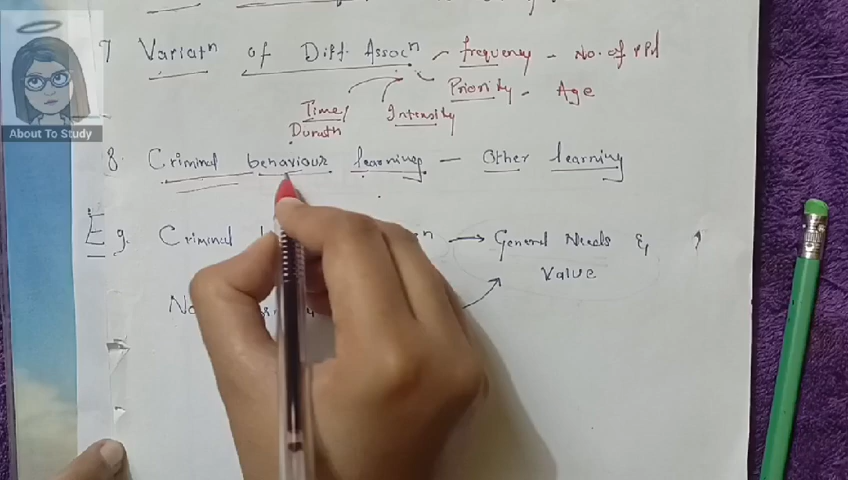 About To Study
7 Variatn of Diff. Assocn - frequency - No. of
Priority - Age
Time/ Intensity
Duratn
8. Criminal behaviour learning - Other learning
Eg. Criminal → General Needs &
Value